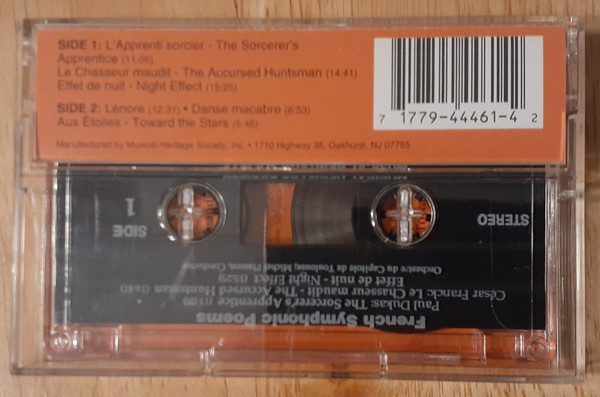 SIDE 1: L'Apprenti sorcier - The Sorcerer's
Apprentice (11:05)
Le Chasseur maudit - The Accursed Huntsman (14:41)
Effet de nuit - Night Effect (15:25)
SIDE 2: Lénore (12:31) • Danse macabre (6:53)
Aux Étoiles - Toward the Stars (5:46)
Manufactured by Musical Heritage Society, Inc. • 1710 Highway 35, Oakhurst, NJ 07755
7 1779-44461-4 2
SIDE
1
STEREO
French Symphonic Poems
Paul Dukas: The Sorcerer's Apprentice
César Franck: Le Chasseur maudit - The Accursed Huntsman
Effet de nuit - Night Effect
Orchestre du Capitole de Toulouse; Michel Plasson, Conductor